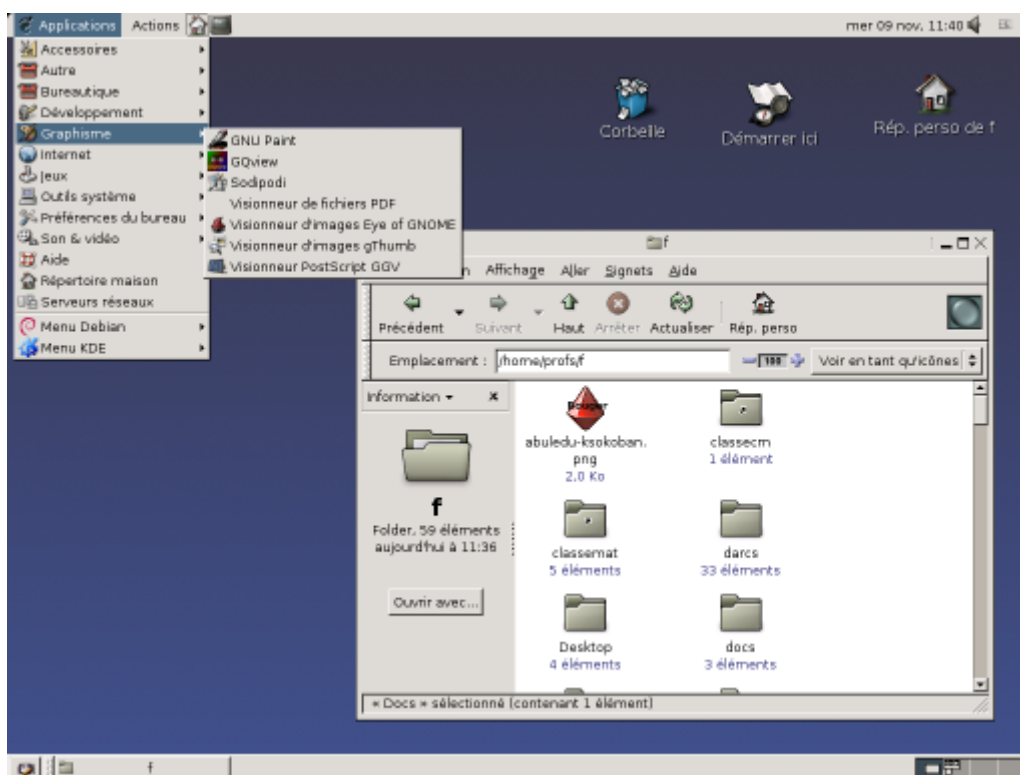 Applications Actions mer 09 nov, 11:40
Accessoires
Autre
Bureautique
Développement
Graphisme
Internet
Jeux
Outils système
Préférences du bureau
Son & vidéo
Aide
Répertoire maison
Serveurs réseaux
Menu Debian
Menu KDE
GNU Paint
GQview
Sodipodi
Visionneur de fichiers PDF
Visionneur d'images Eye of GNOME
Visionneur d'images gThumb
Visionneur PostScript GGV
Corbeille
Démarrer ici
Rép. perso de f
f
Affichage Aller Signets Aide
Précédent Suivant Haut Arrêter Actualiser Rép. perso
Emplacement : /home/profs/f 100 Voir en tant qu'icônes
Information
f
Folder, 59 éléments
aujourd'hui à 11:36
Ouvrir avec...
Bouger
abuledu-ksokoban.
png
2,0 Ko
classecm
1 élément
classemat
5 éléments
darcs
33 éléments
Desktop
4 éléments
docs
3 éléments
« Docs » sélectionné (contenant 1 élément)
f